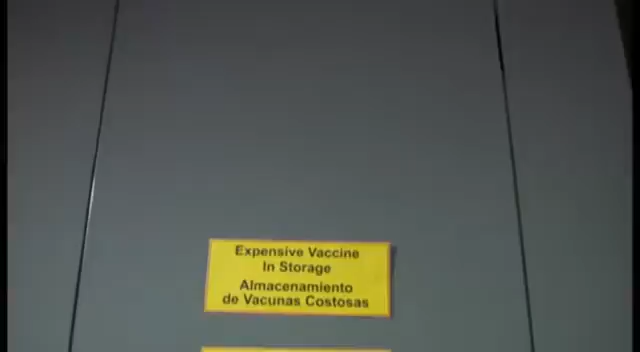 Expensive Vaccine
In Storage
Almacenamiento
de Vacunas Costosas